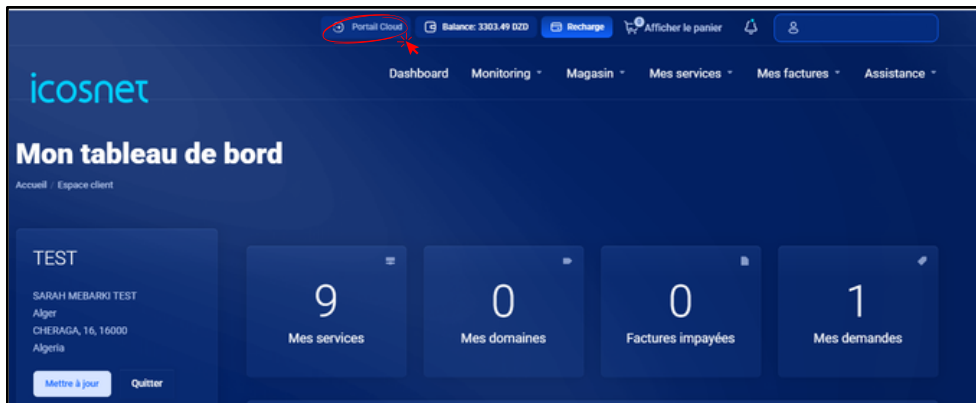 Portail Cloud Balance: 3303.49 DZD Recharge 0 Afficher le panier
icosnet
Dashboard Monitoring Magasin Mes services Mes factures Assistance
Mon tableau de bord
Accueil / Espace client
TEST
SARAH MEBARKI TEST
Alger
CHERAGA, 16, 16000
Algeria
Mettre à jour Quitter
9
Mes services
0
Mes domaines
0
Factures impayées
1
Mes demandes